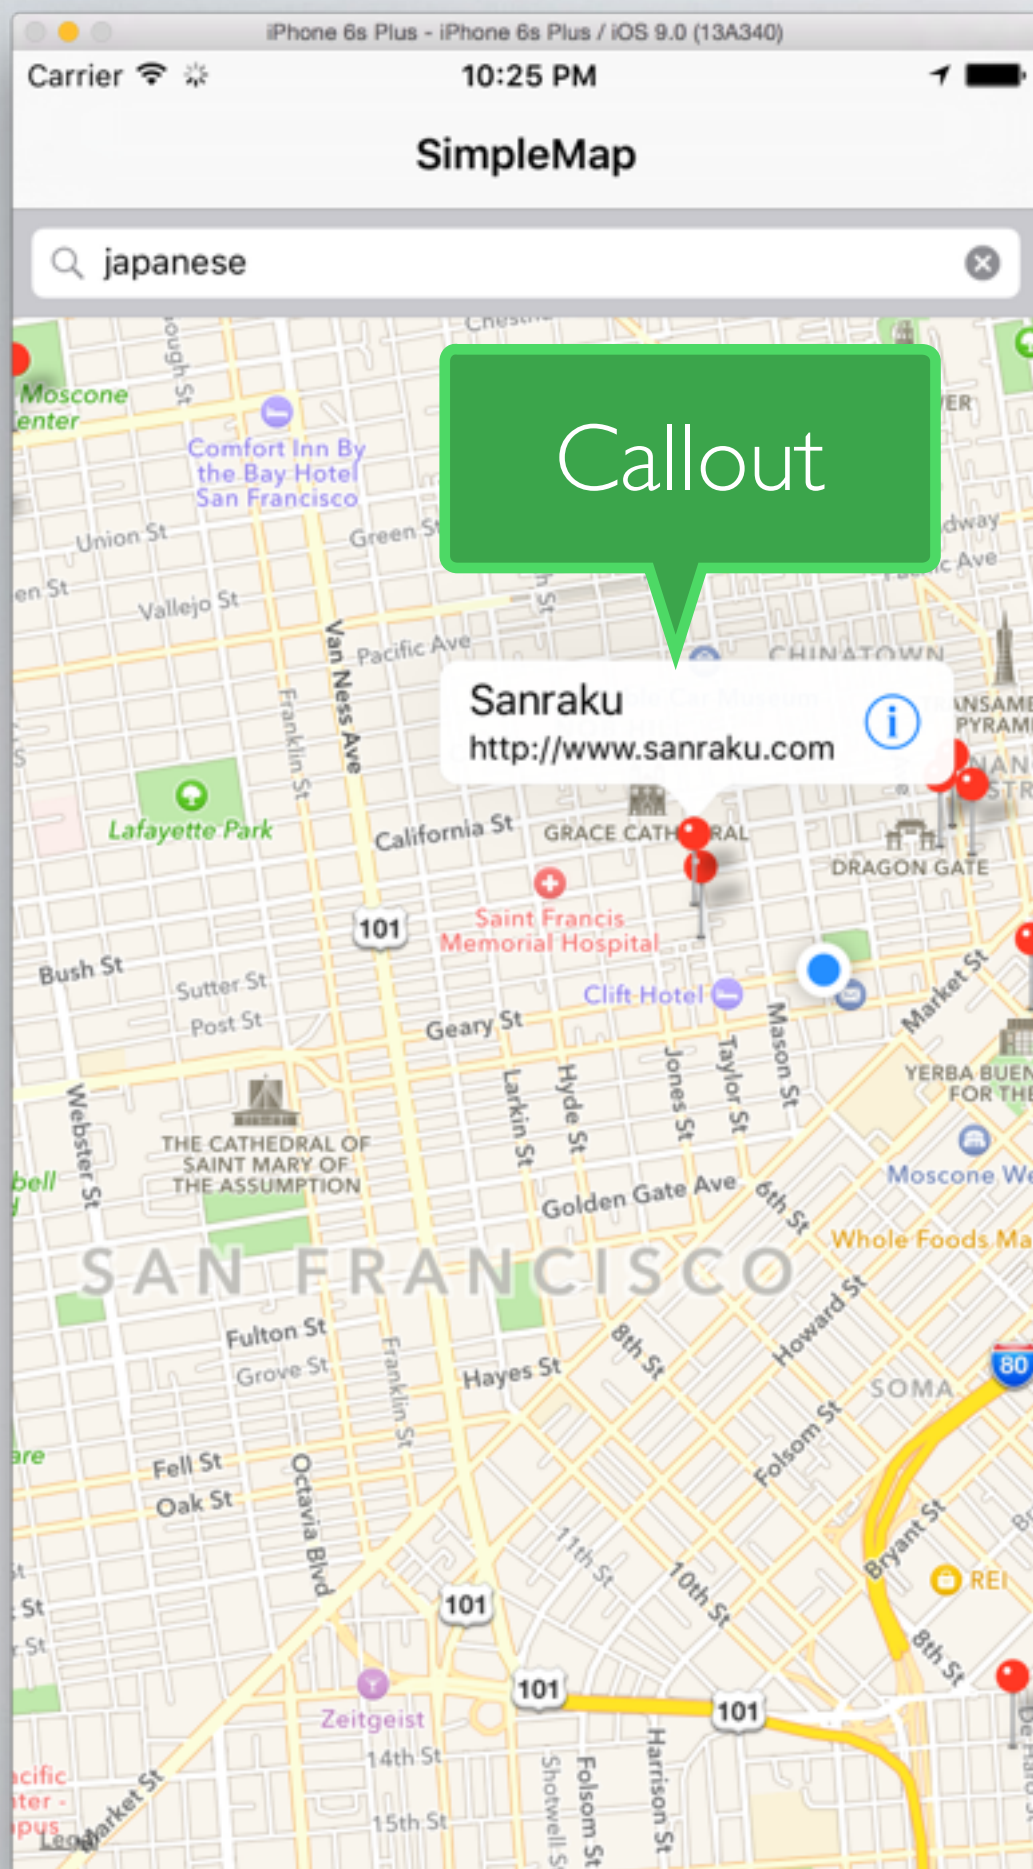 iPhone 6s Plus - iPhone 6s Plus / iOS 9.0 (13A340)
Carrier
10:25 PM
SimpleMap
japanese
Moscone
Comfort Inn By
the Bay Hotel
San Francisco
Callout
Union St
Green St
Vallejo St
Pacific Ave
Van Ness Ave
Franklin St
CHINATOWN
Sanraku
http://www.sanraku.com
i
Lafayette Park
California St
DRAGON GATE
101
Saint Francis
Memorial Hospital
Bush St
Sutter St
Post St
Clift Hotel
Geary St
Market St
Mason St
Taylor St
Jones St
Hyde St
Larkin St
Webster St
THE CATHEDRAL OF
SAINT MARY OF
THE ASSUMPTION
YERBA BUEN
FOR THE
Moscone We
Golden Gate Ave
6th St
Whole Foods Ma
SAN FRANCISCO
Fulton St
Grove St
Franklin St
Hayes St
8th St
Howard St
80
SOMA
Folsom St
Fell St
Oak St
Octavia Blvd
Bryant St
11th St
10th St
REI
101
8th St
101
101
Zeitgeist
14th St
15th St
Market St
Folsom St
Harrison St